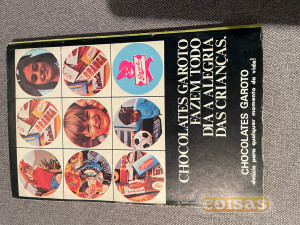 CHOCOLATES GAROTO
FAZEM TODO
DIA A ALEGRIA
DAS CRIANÇAS.
CHOCOLATES GAROTO
delícia para qualquer momento da vida!
coisas